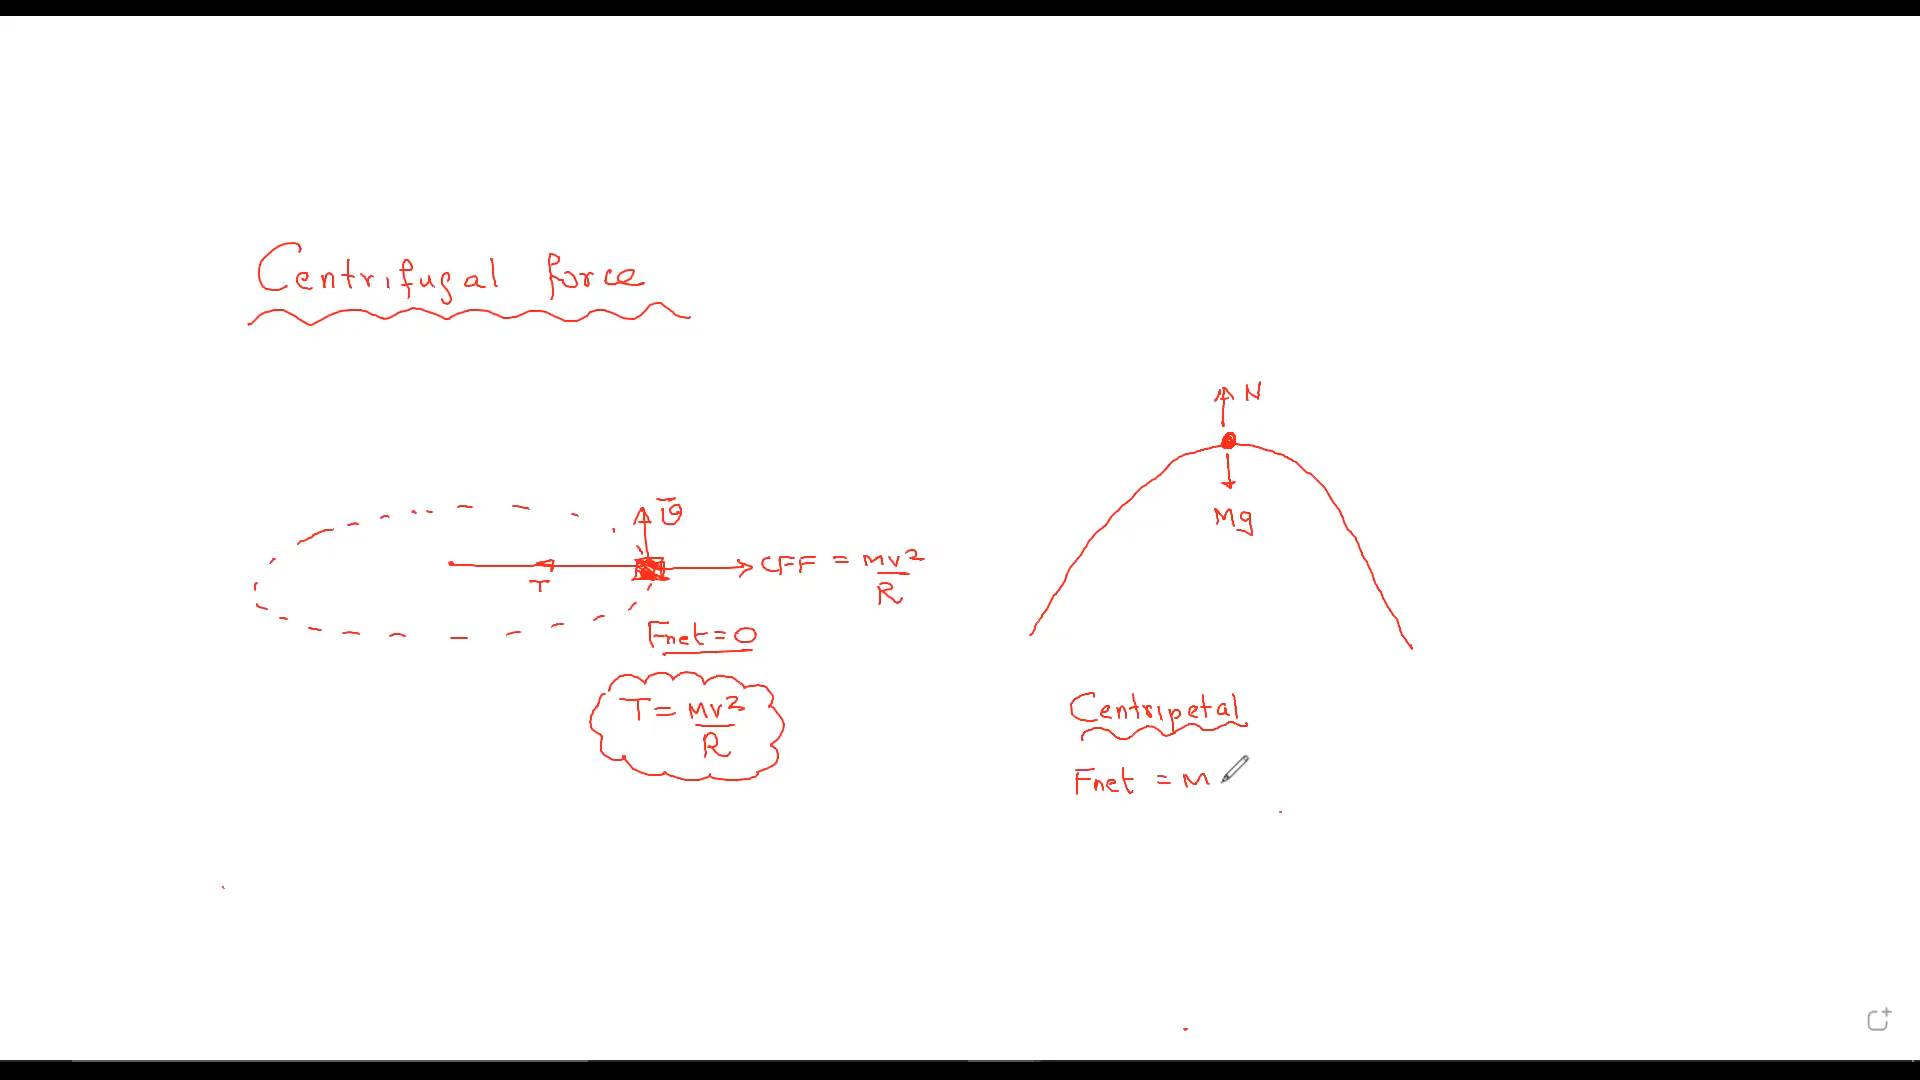 Centrifugal force
N
Mg
v̄
T
CFF = mv²/R
Fnet = 0
T = mv²/R
Centripetal
Fnet = M